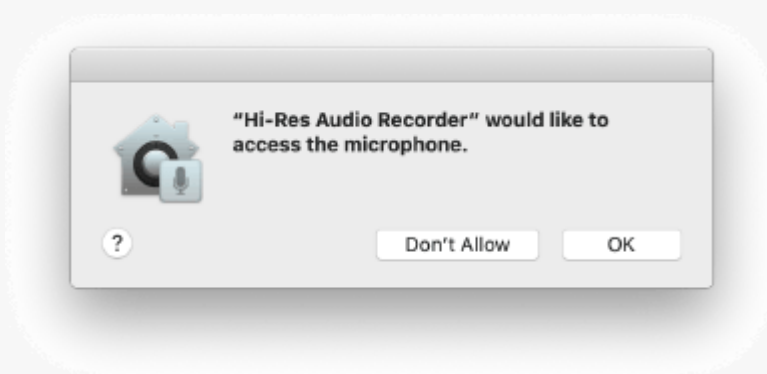 “Hi-Res Audio Recorder” would like to
access the microphone.
?
Don't Allow
OK